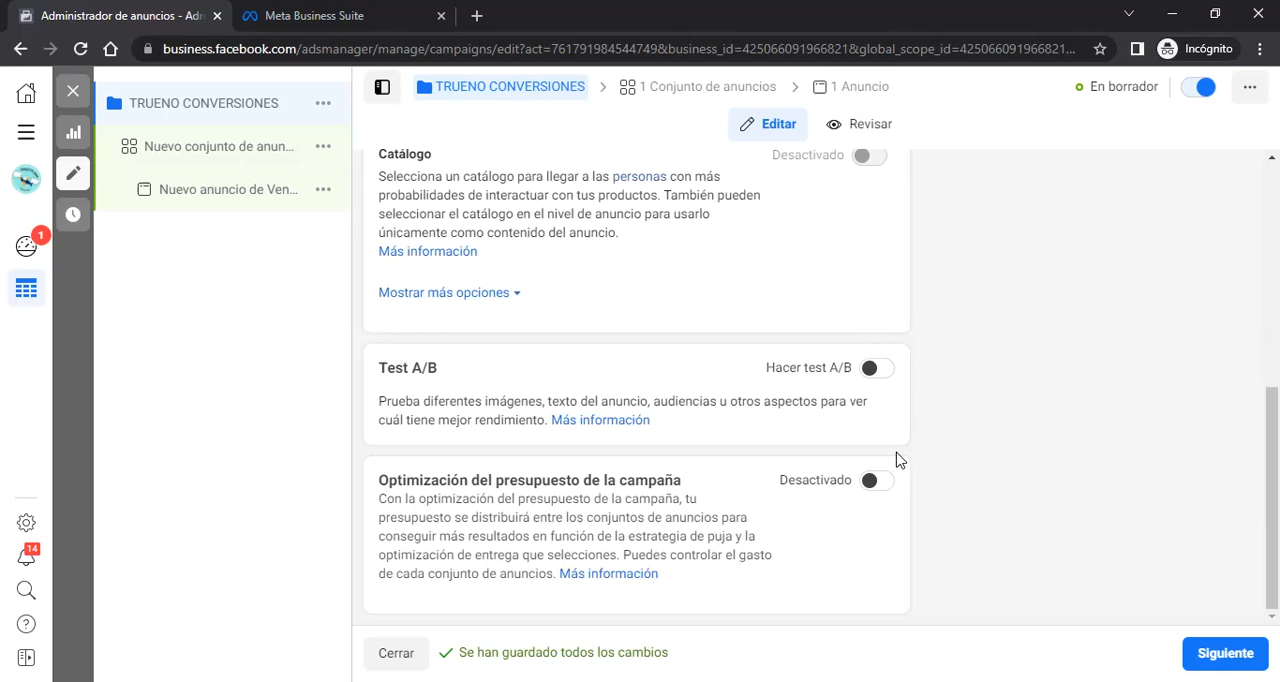 Administrador de anuncios - Adm
Meta Business Suite
business.facebook.com/adsmanager/manage/campaigns/edit?act=761791984544749&business_id=425066091966821&global_scope_id=425066091966821...
Incógnito
TRUENO CONVERSIONES
Nuevo conjunto de anun...
Nuevo anuncio de Ven...
1
14
TRUENO CONVERSIONES
1 Conjunto de anuncios
1 Anuncio
En borrador
Editar
Revisar
Catálogo
Desactivado
Selecciona un catálogo para llegar a las personas con más
probabilidades de interactuar con tus productos. También pueden
seleccionar el catálogo en el nivel de anuncio para usarlo
únicamente como contenido del anuncio.
Más información
Mostrar más opciones
Test A/B
Hacer test A/B
Prueba diferentes imágenes, texto del anuncio, audiencias u otros aspectos para ver
cuál tiene mejor rendimiento. Más información
Optimización del presupuesto de la campaña
Desactivado
Con la optimización del presupuesto de la campaña, tu
presupuesto se distribuirá entre los conjuntos de anuncios para
conseguir más resultados en función de la estrategia de puja y la
optimización de entrega que selecciones. Puedes controlar el gasto
de cada conjunto de anuncios. Más información
Cerrar
Se han guardado todos los cambios
Siguiente